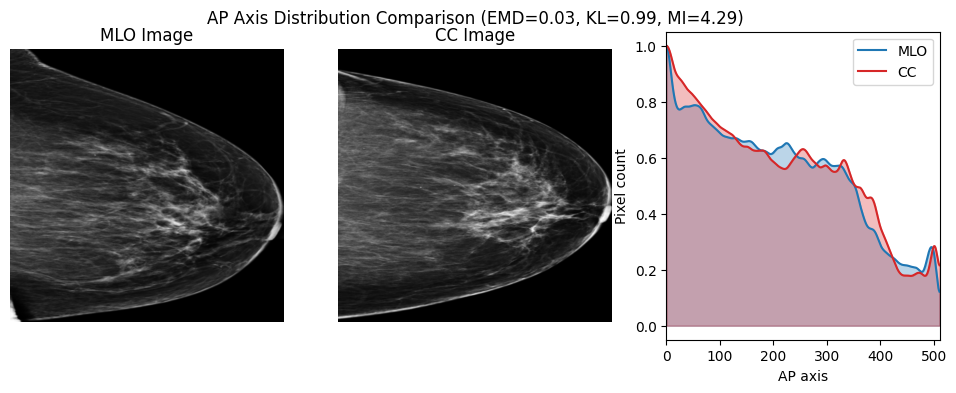 AP Axis Distribution Comparison (EMD=0.03, KL=0.99, MI=4.29)
MLO Image
CC Image
MLO
CC
Pixel count
1.0
0.8
0.6
0.4
0.2
0.0
0 100 200 300 400 500
AP axis